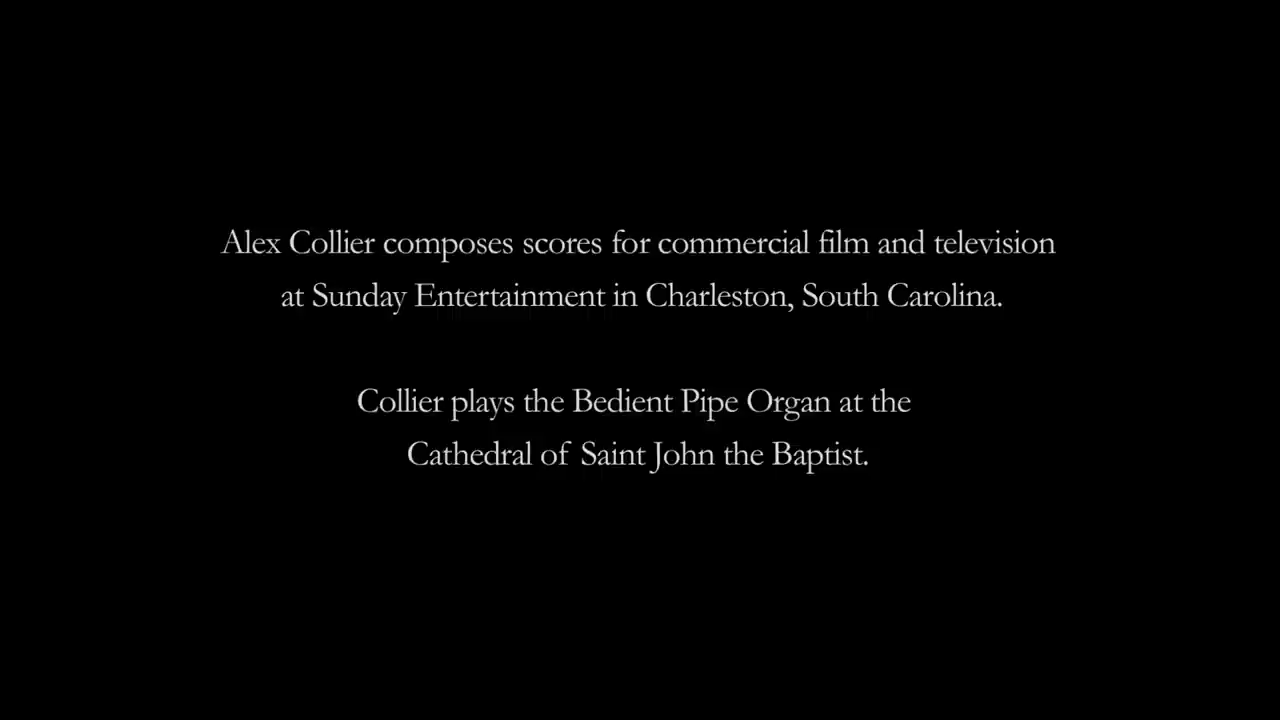 Alex Collier composes scores for commercial film and television
at Sunday Entertainment in Charleston, South Carolina.
Collier plays the Bedient Pipe Organ at the
Cathedral of Saint John the Baptist.